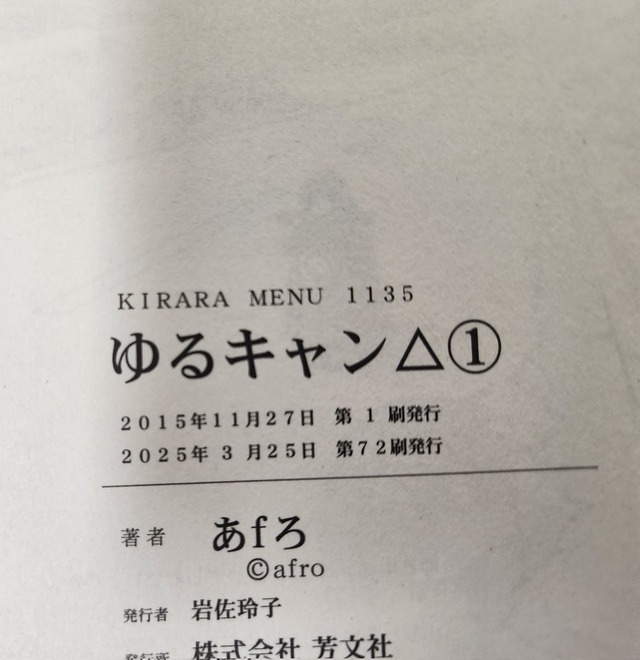 KIRARA MENU 1135
ゆるキャン△①
2015年11月27日 第1刷発行
2025年3月25日 第72刷発行
著者 あfろ
©afro
発行者 岩佐玲子
発行所 株式会社 芳文社